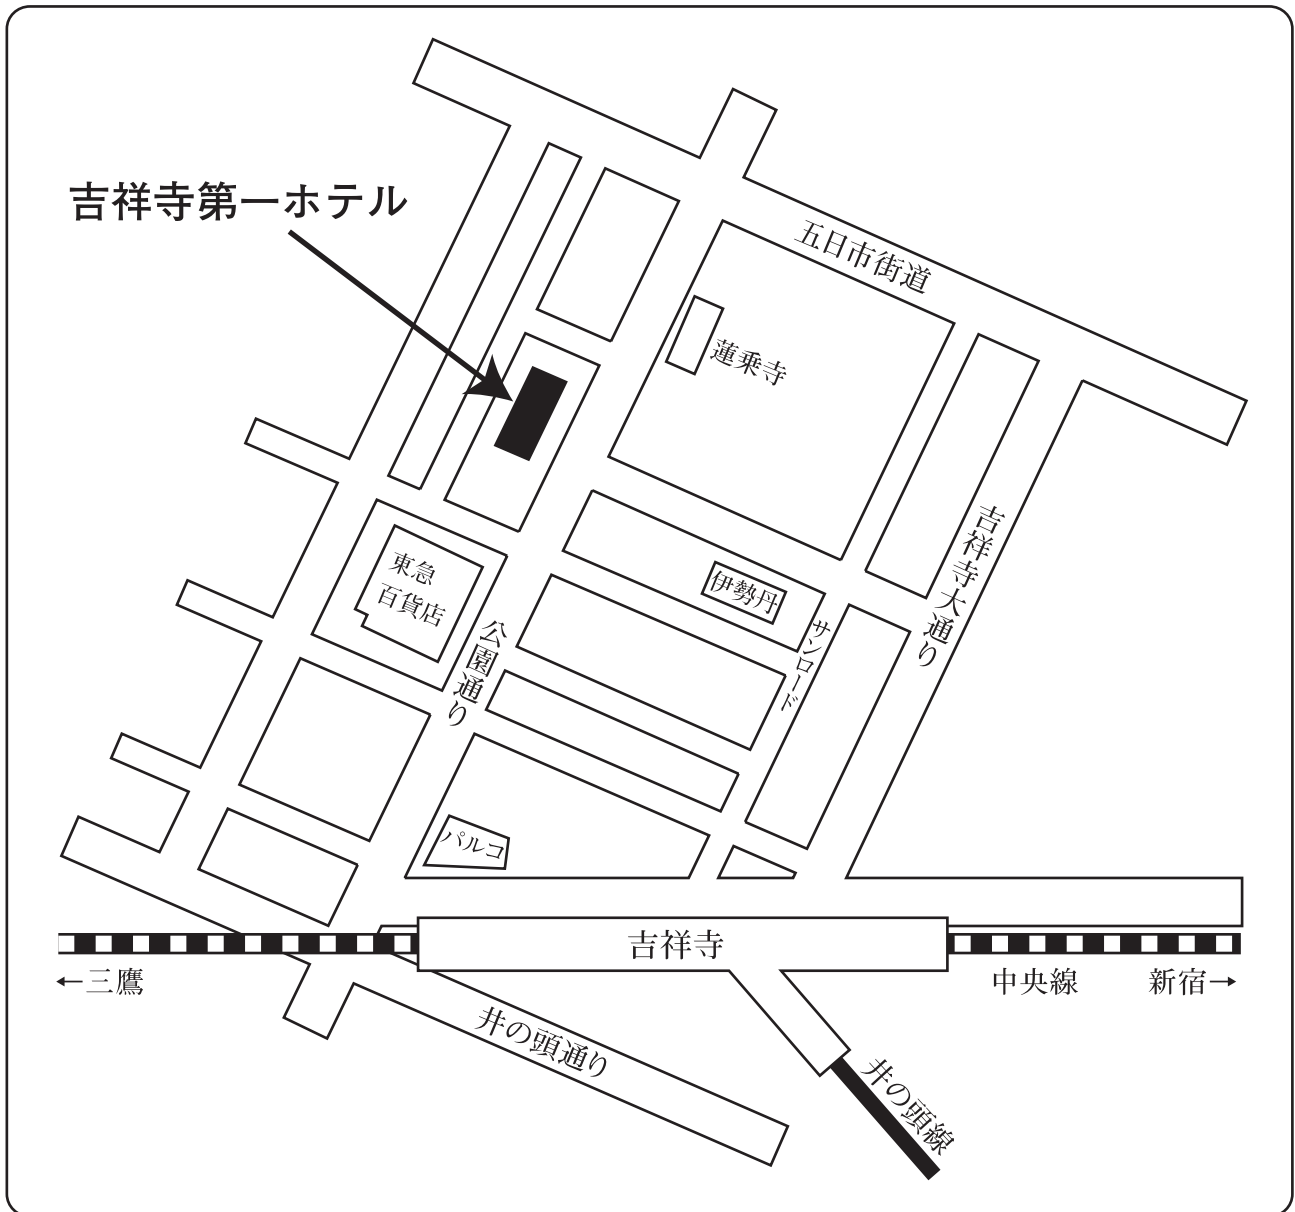 吉祥寺第一ホテル
五日市街道
蓮乗寺
吉祥寺大通り
東急
百貨店
伊勢丹
サンロード
公園通り
パルコ
吉祥寺
←三鷹
中央線
新宿→
井の頭通り
井の頭線